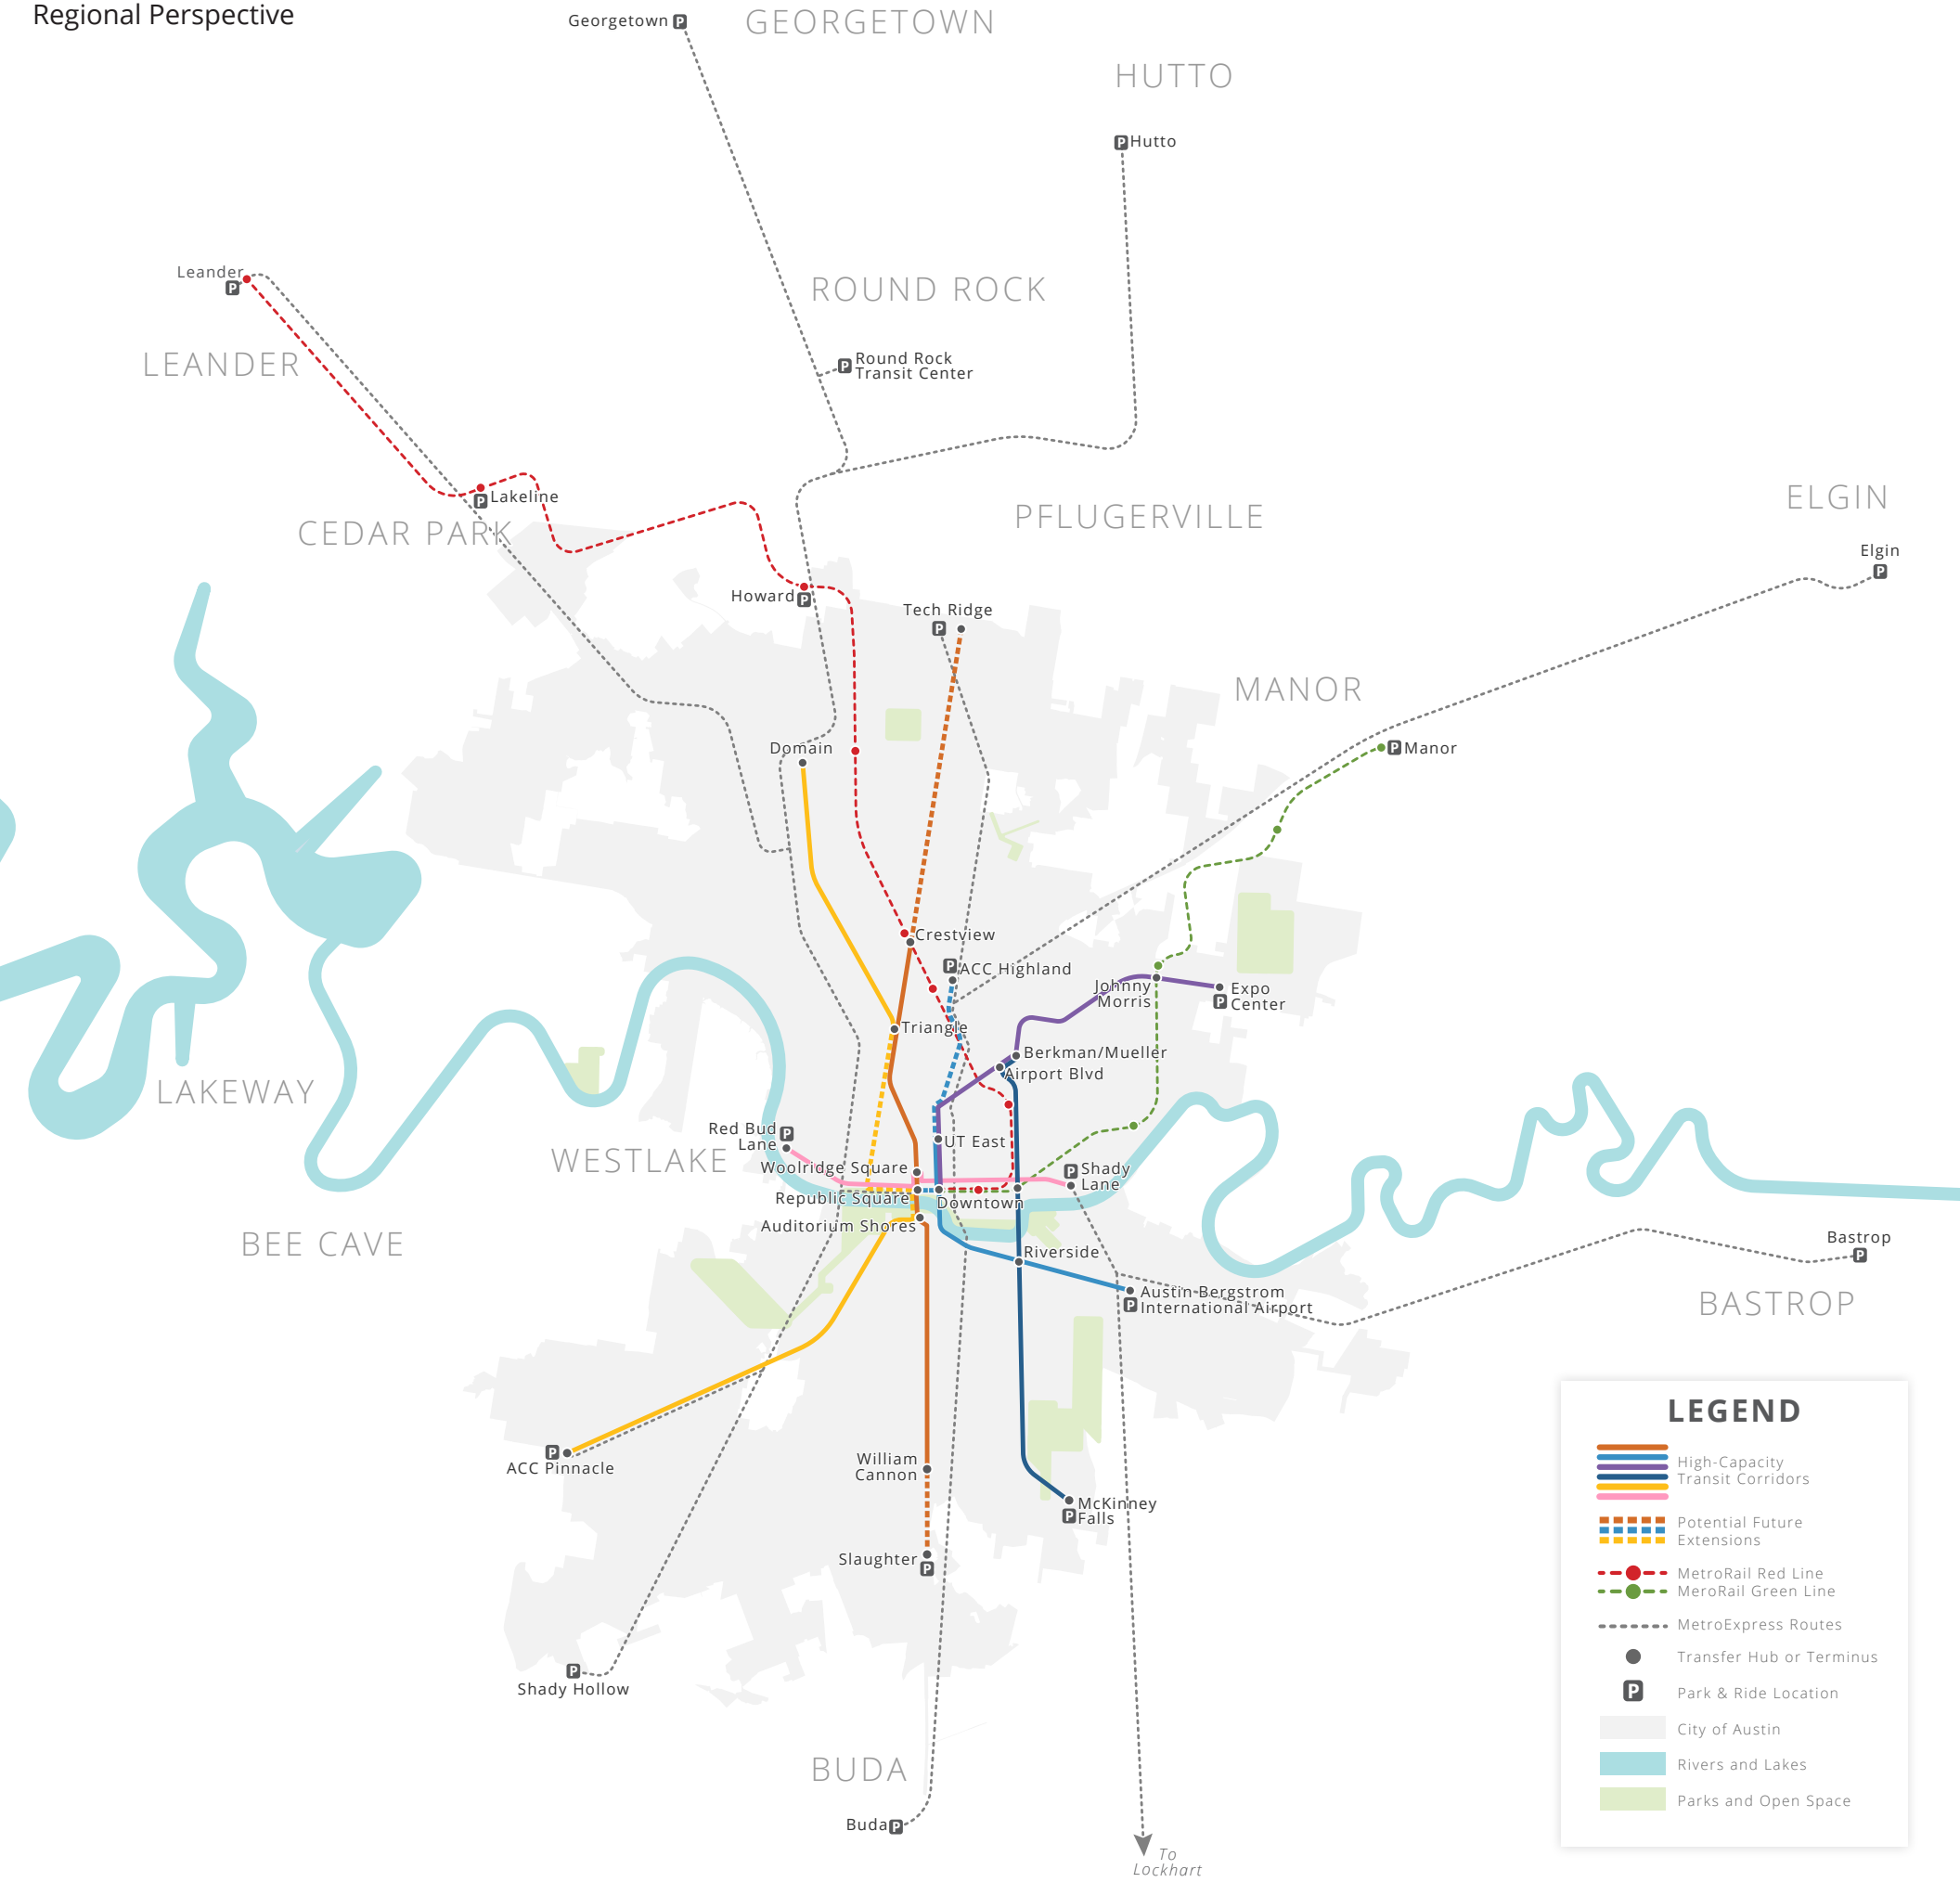 Regional Perspective
Georgetown P
GEORGETOWN
HUTTO
P Hutto
Leander
P
ROUND ROCK
LEANDER
P Round Rock
Transit Center
P Lakeline
CEDAR PARK
PFLUGERVILLE
ELGIN
Elgin
P
Howard P
Tech Ridge
P
MANOR
Domain
P Manor
Crestview
P ACC Highland
Johnny
Morris
Expo
P Center
Triangle
Berkman/Mueller
Airport Blvd
LAKEWAY
Red Bud P
Lane
UT East
WESTLAKE
Woolridge Square
P Shady
Lane
Republic Square
Downtown
Auditorium Shores
BEE CAVE
Riverside
Bastrop
P
Austin-Bergstrom
P International Airport
BASTROP
P
ACC Pinnacle
William
Cannon
McKinney
P Falls
Slaughter
P
P
Shady Hollow
BUDA
Buda P
To
Lockhart
LEGEND
High-Capacity
Transit Corridors
Potential Future
Extensions
MetroRail Red Line
MeroRail Green Line
MetroExpress Routes
Transfer Hub or Terminus
P Park & Ride Location
City of Austin
Rivers and Lakes
Parks and Open Space